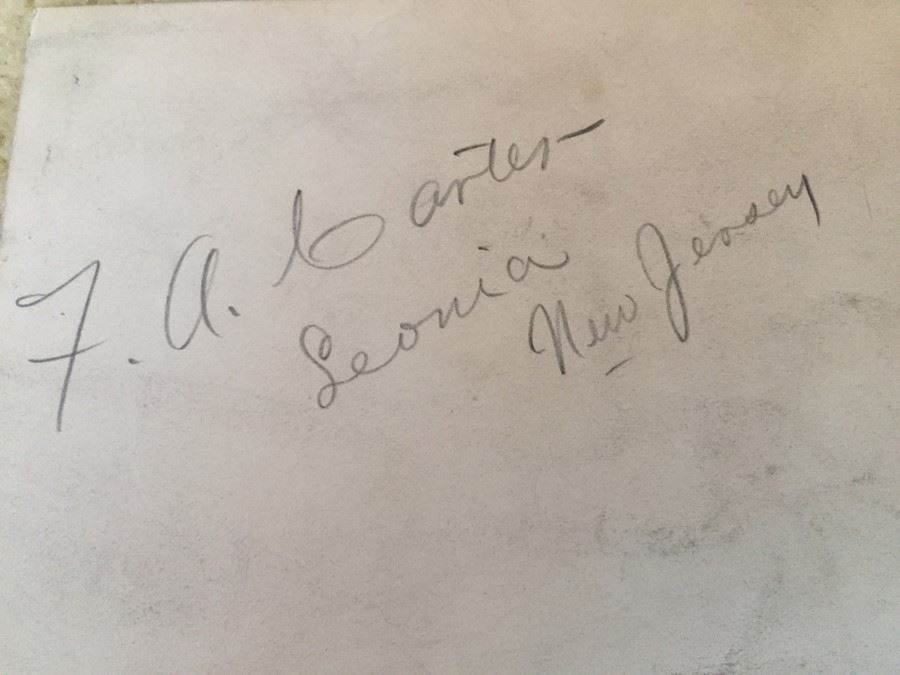 F. A. Carter
Leonia
New Jersey